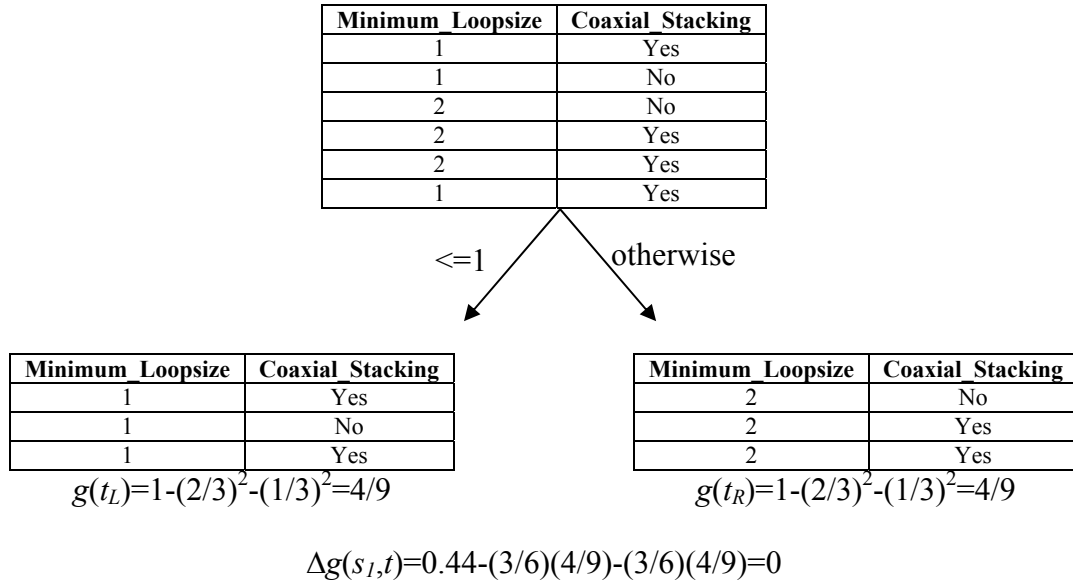 Minimum_Loopsize Coaxial_Stacking
1 Yes
1 No
2 No
2 Yes
2 Yes
1 Yes
<=1 otherwise
Minimum_Loopsize Coaxial_Stacking
1 Yes
1 No
1 Yes
g(t_L)=1-(2/3)^2-(1/3)^2=4/9
Minimum_Loopsize Coaxial_Stacking
2 No
2 Yes
2 Yes
g(t_R)=1-(2/3)^2-(1/3)^2=4/9
Δg(s_1,t)=0.44-(3/6)(4/9)-(3/6)(4/9)=0